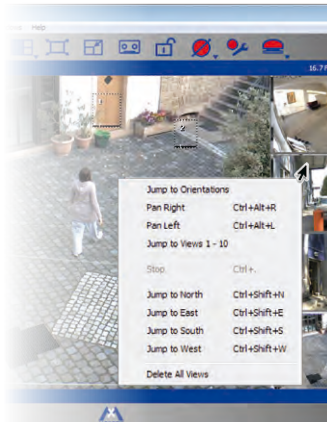 Help
16.7 F
1
2
Jump to Orientations
Pan Right Ctrl+Alt+R
Pan Left Ctrl+Alt+L
Jump to Views 1 - 10
Stop Ctrl+.
Jump to North Ctrl+Shift+N
Jump to East Ctrl+Shift+E
Jump to South Ctrl+Shift+S
Jump to West Ctrl+Shift+W
Delete All Views